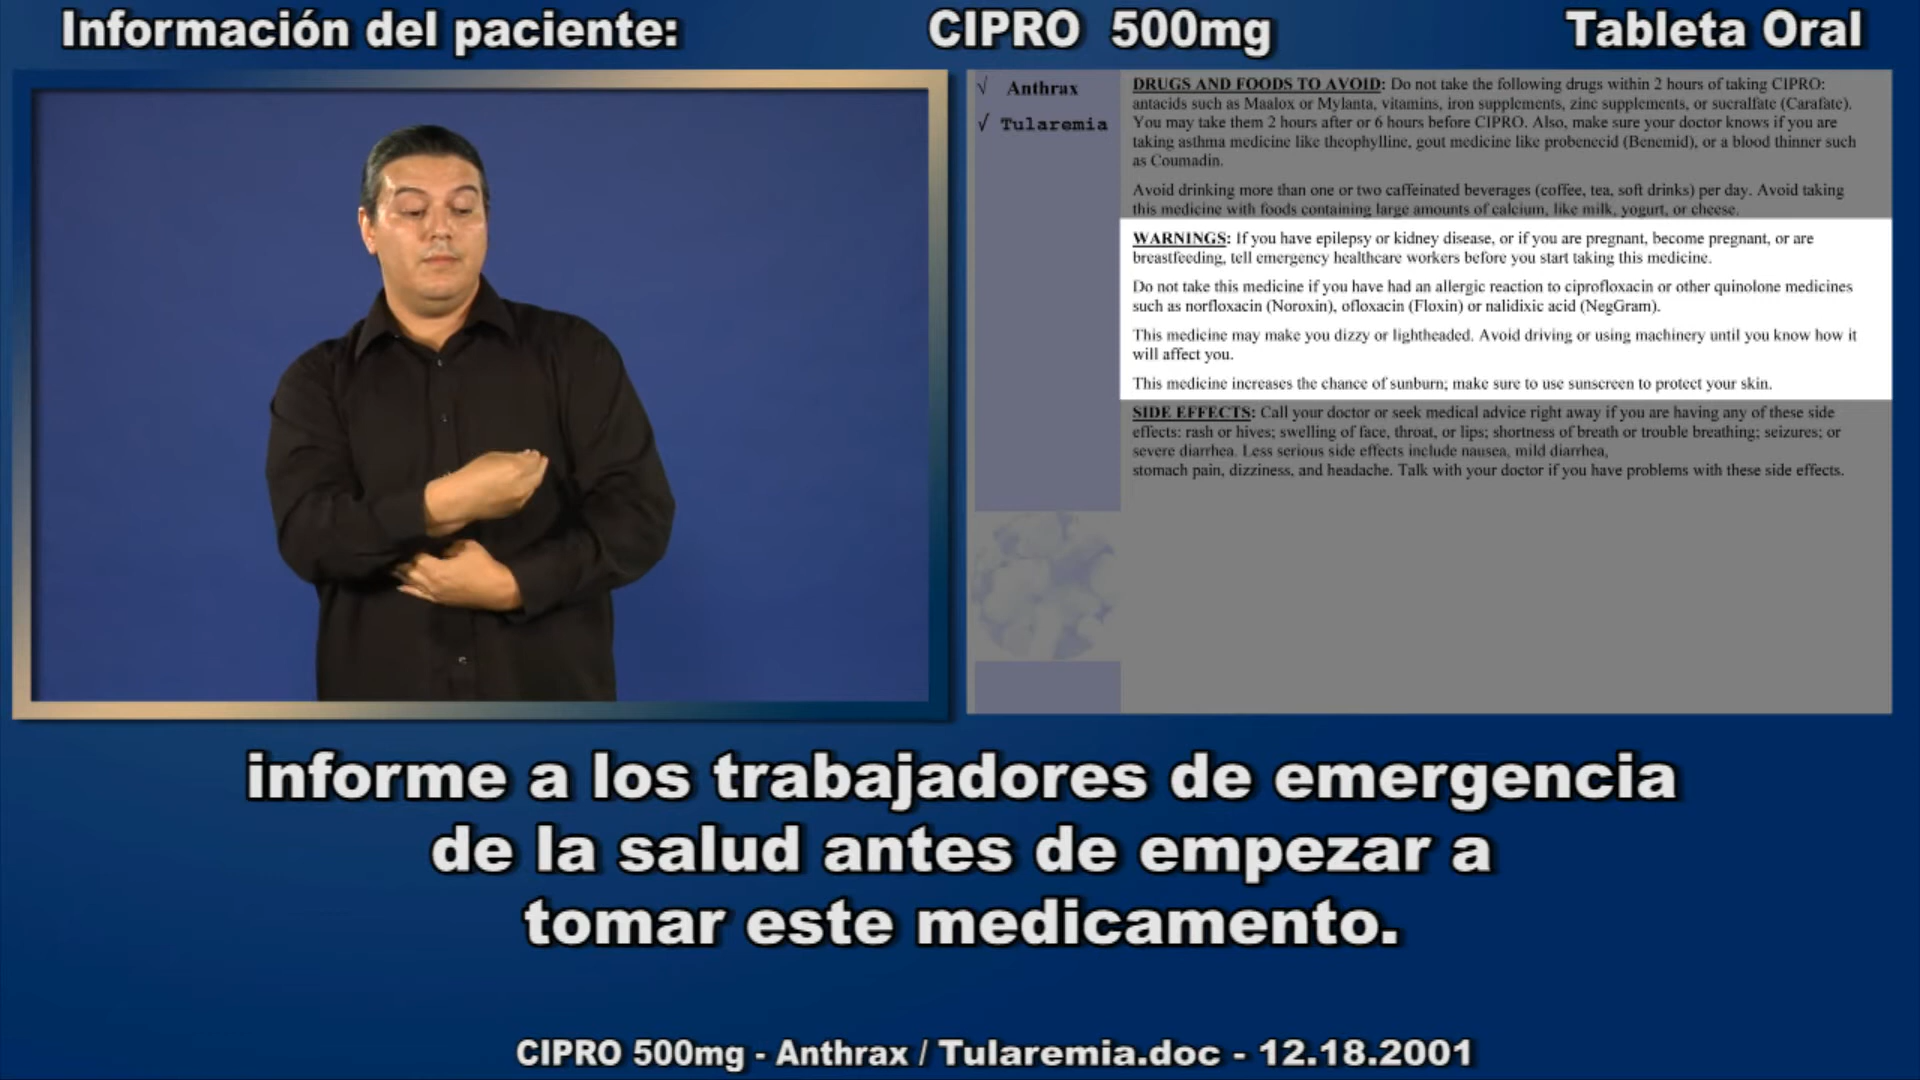 Información del paciente: CIPRO 500mg Tableta Oral
√ Anthrax
√ Tularemia
DRUGS AND FOODS TO AVOID: Do not take the following drugs within 2 hours of taking CIPRO:
antacids such as Maalox or Mylanta, vitamins, iron supplements, zinc supplements, or sucralfate (Carafate).
You may take them 2 hours after or 6 hours before CIPRO. Also, make sure your doctor knows if you are
taking asthma medicine like theophylline, gout medicine like probenecid (Benemid), or a blood thinner such
as Coumadin.
Avoid drinking more than one or two caffeinated beverages (coffee, tea, soft drinks) per day. Avoid taking
this medicine with foods containing large amounts of calcium, like milk, yogurt, or cheese.
WARNINGS: If you have epilepsy or kidney disease, or if you are pregnant, become pregnant, or are
breastfeeding, tell emergency healthcare workers before you start taking this medicine.
Do not take this medicine if you have had an allergic reaction to ciprofloxacin or other quinolone medicines
such as norfloxacin (Noroxin), ofloxacin (Floxin) or nalidixic acid (NegGram).
This medicine may make you dizzy or lightheaded. Avoid driving or using machinery until you know how it
will affect you.
This medicine increases the chance of sunburn; make sure to use sunscreen to protect your skin.
SIDE EFFECTS: Call your doctor or seek medical advice right away if you are having any of these side
effects: rash or hives; swelling of face, throat, or lips; shortness of breath or trouble breathing; seizures; or
severe diarrhea. Less serious side effects include nausea, mild diarrhea,
stomach pain, dizziness, and headache. Talk with your doctor if you have problems with these side effects.
informe a los trabajadores de emergencia
de la salud antes de empezar a
tomar este medicamento.
CIPRO 500mg - Anthrax / Tularemia.doc - 12.18.2001